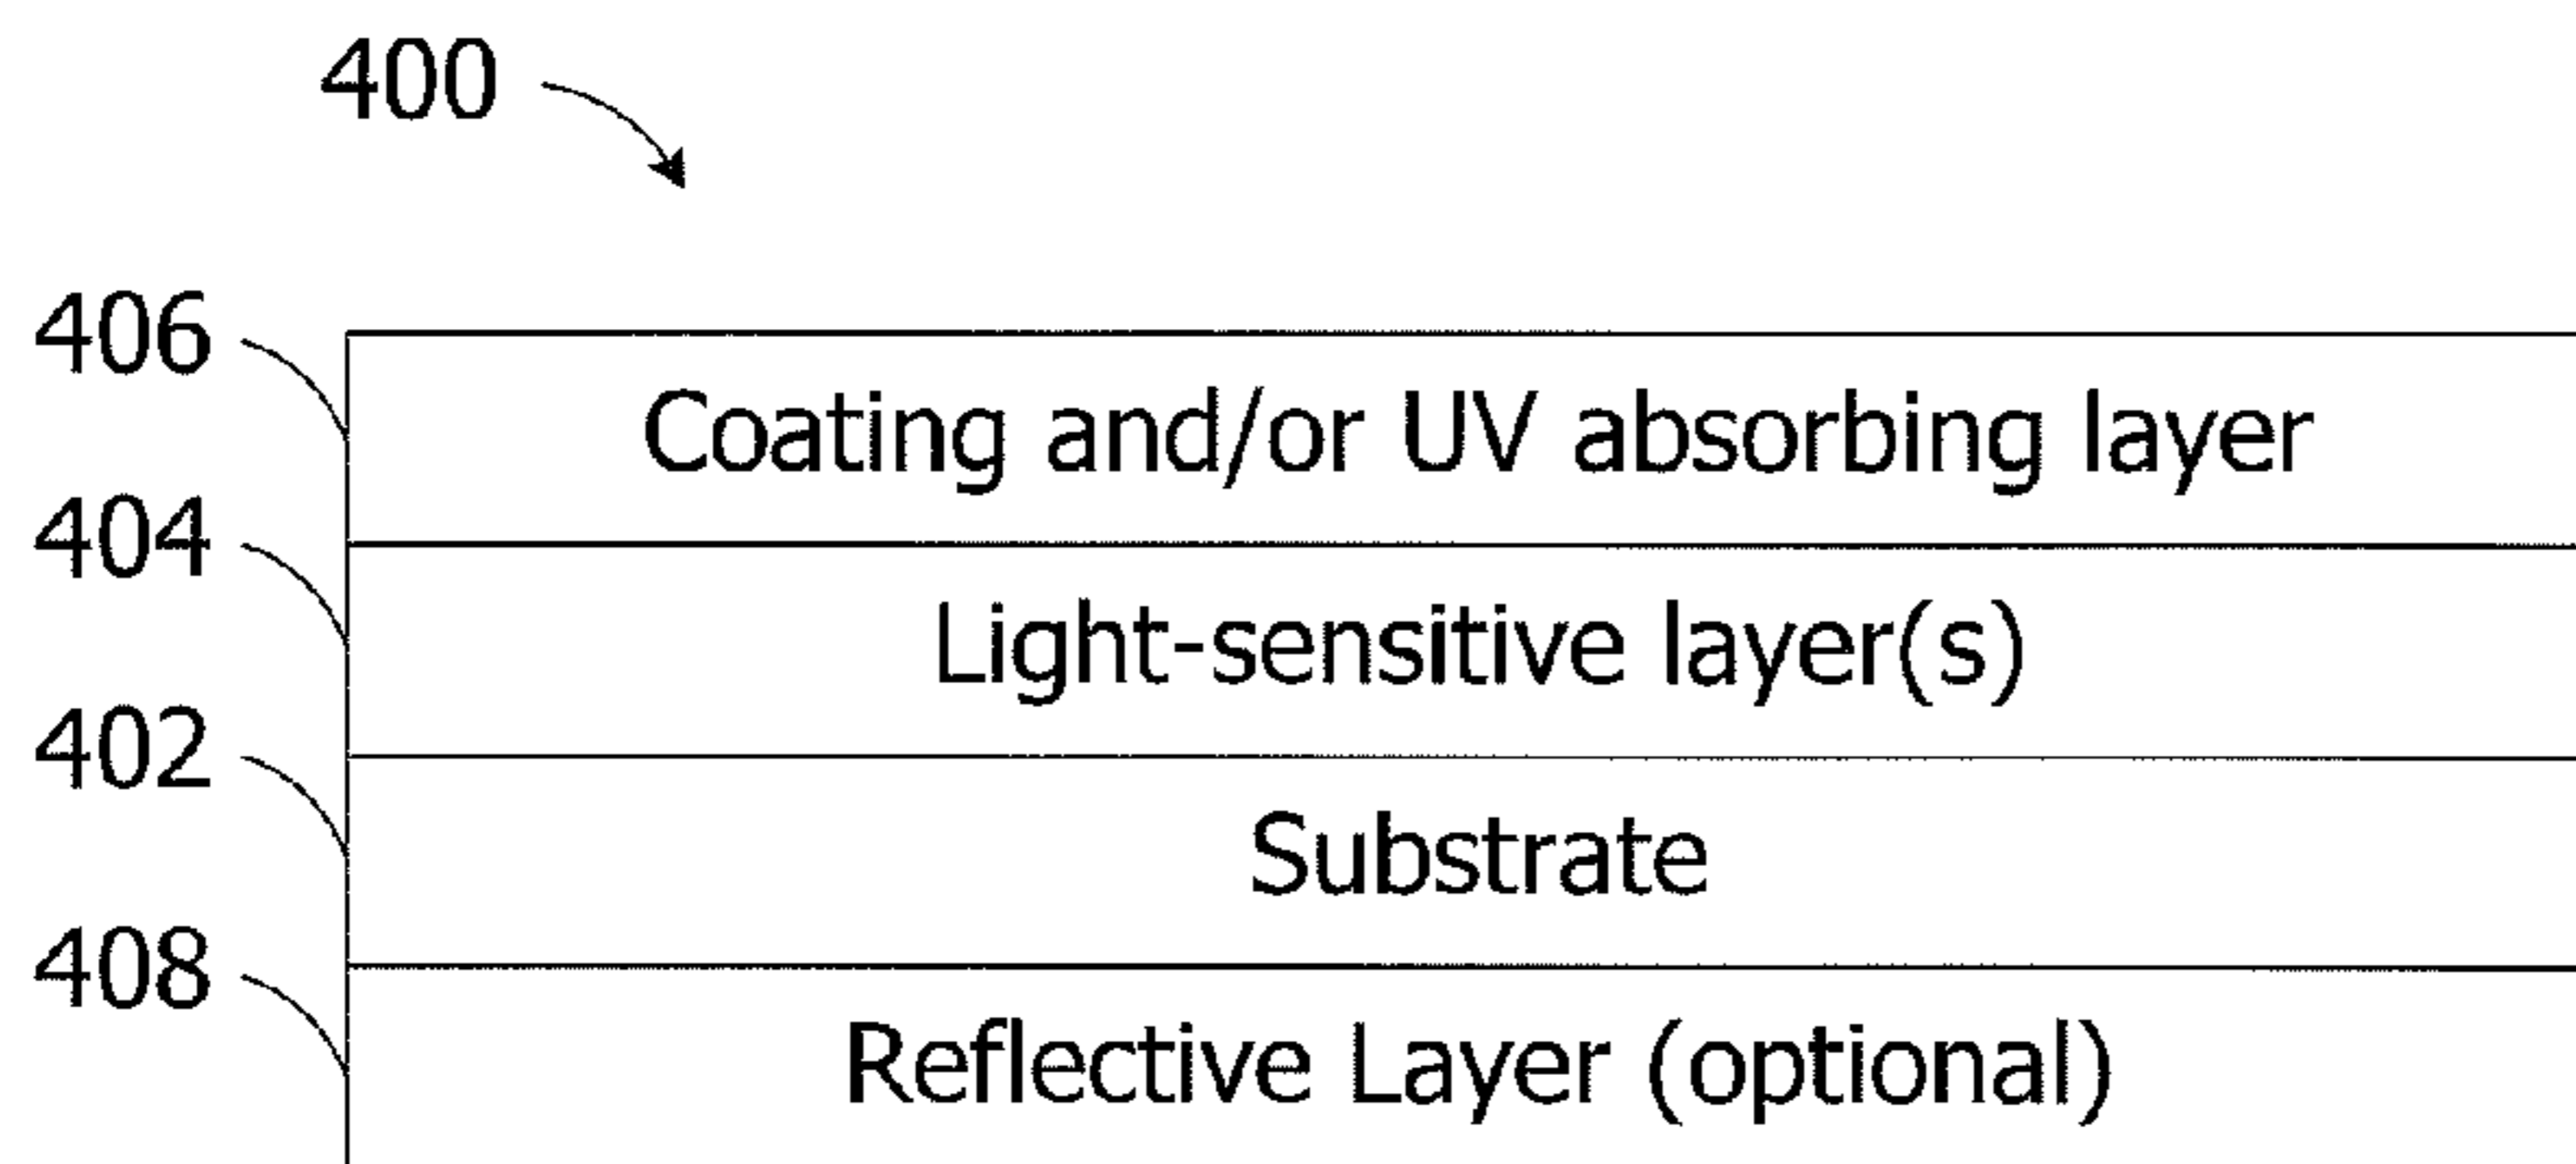 400
406
Coating and/or UV absorbing layer
404
Light-sensitive layer(s)
402
Substrate
408
Reflective Layer (optional)